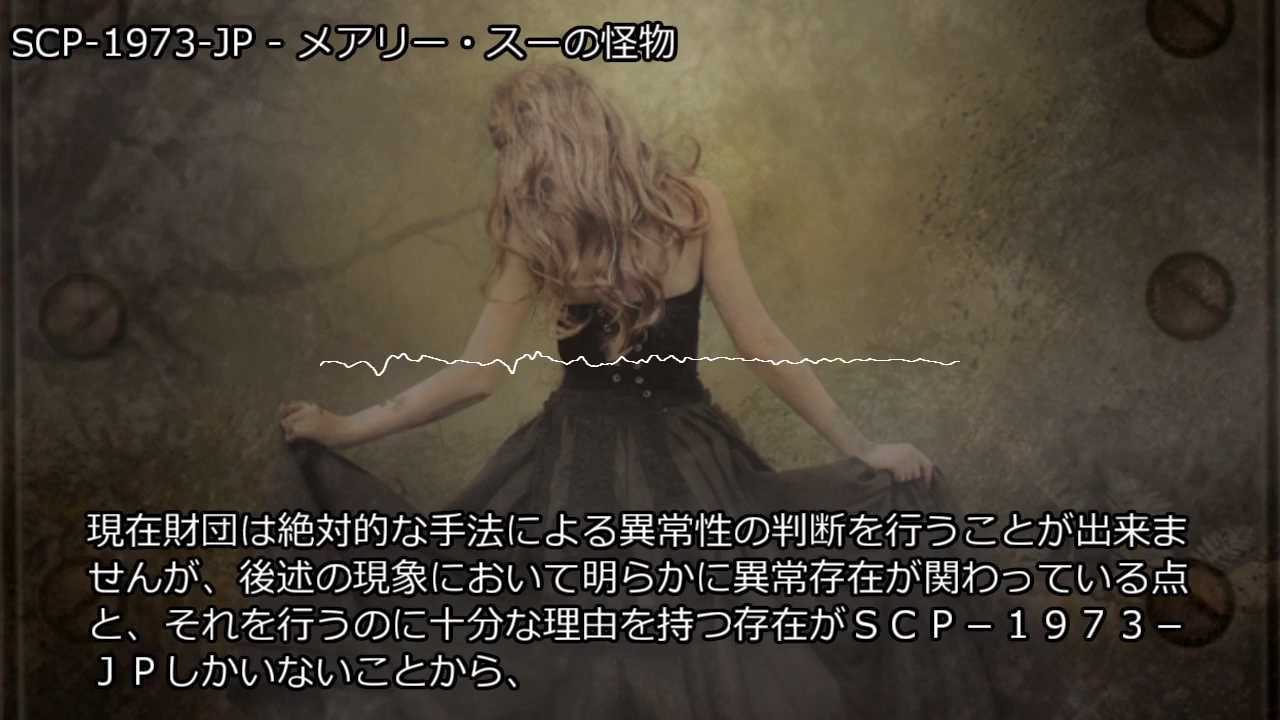 SCP-1973-JP - メアリー・スーの怪物
現在財団は絶対的な手法による異常性の判断を行うことが出来ま
せんが、後述の現象において明らかに異常存在が関わっている点
と、それを行うのに十分な理由を持つ存在がＳＣＰ－１９７３－
ＪＰしかいないことから、